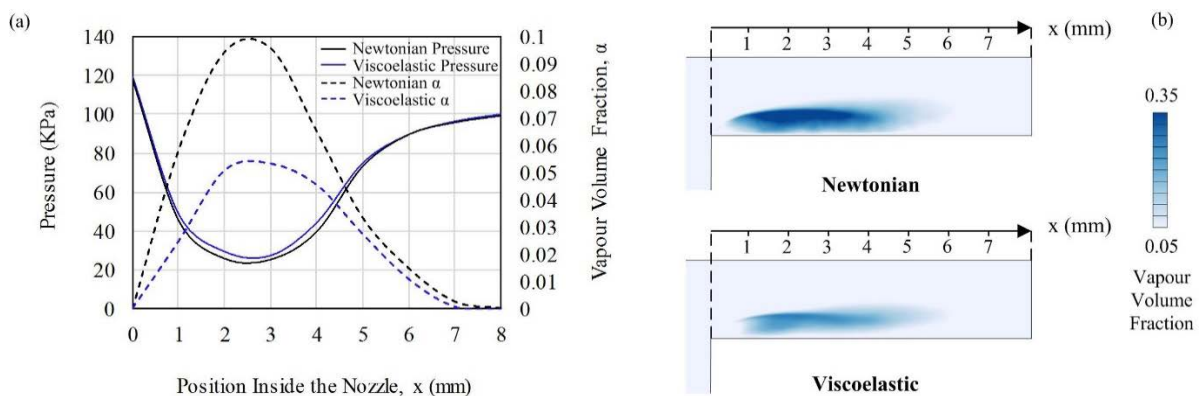 (a)
140
120
100
80
60
40
20
0
Pressure (KPa)
0 1 2 3 4 5 6 7 8
Position Inside the Nozzle, x (mm)
Newtonian Pressure
Viscoelastic Pressure
Newtonian α
Viscoelastic α
0.1
0.09
0.08
0.07
0.06
0.05
0.04
0.03
0.02
0.01
0
Vapour Volume Fraction, α
(b)
x (mm)
1 2 3 4 5 6 7
Newtonian
x (mm)
1 2 3 4 5 6 7
Viscoelastic
0.35
0.05
Vapour
Volume
Fraction